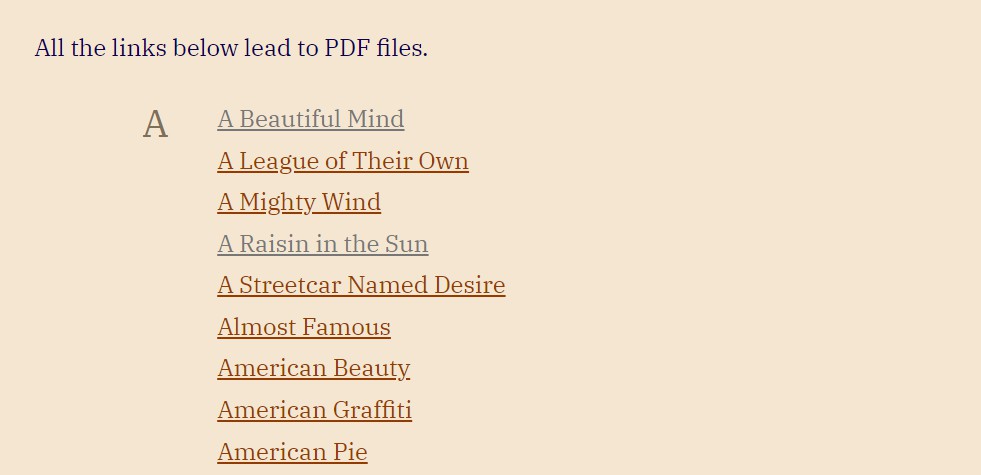 All the links below lead to PDF files.
A
A Beautiful Mind
A League of Their Own
A Mighty Wind
A Raisin in the Sun
A Streetcar Named Desire
Almost Famous
American Beauty
American Graffiti
American Pie